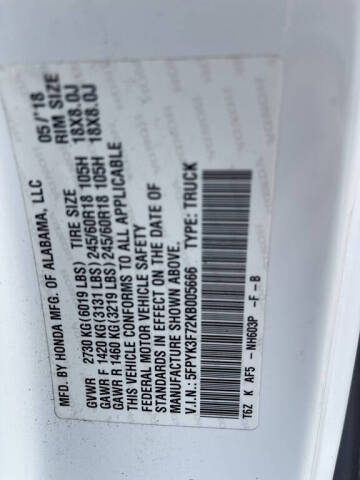 MFD. BY HONDA MFG. OF ALABAMA, LLC 05/'18
TIRE SIZE RIM SIZE
GVWR 2730 KG(6019 LBS)
GAWR F 1420 KG(3131 LBS) 245/60R18 105H 18X8.0J
GAWR R 1460 KG(3219 LBS) 245/60R18 105H 18X8.0J
THIS VEHICLE CONFORMS TO ALL APPLICABLE
FEDERAL MOTOR VEHICLE SAFETY
STANDARDS IN EFFECT ON THE DATE OF
MANUFACTURE SHOWN ABOVE.
V.I.N.: 5FPYK3F72KB005666 TYPE: TRUCK
T6Z K AF5 - NH603P -F - B